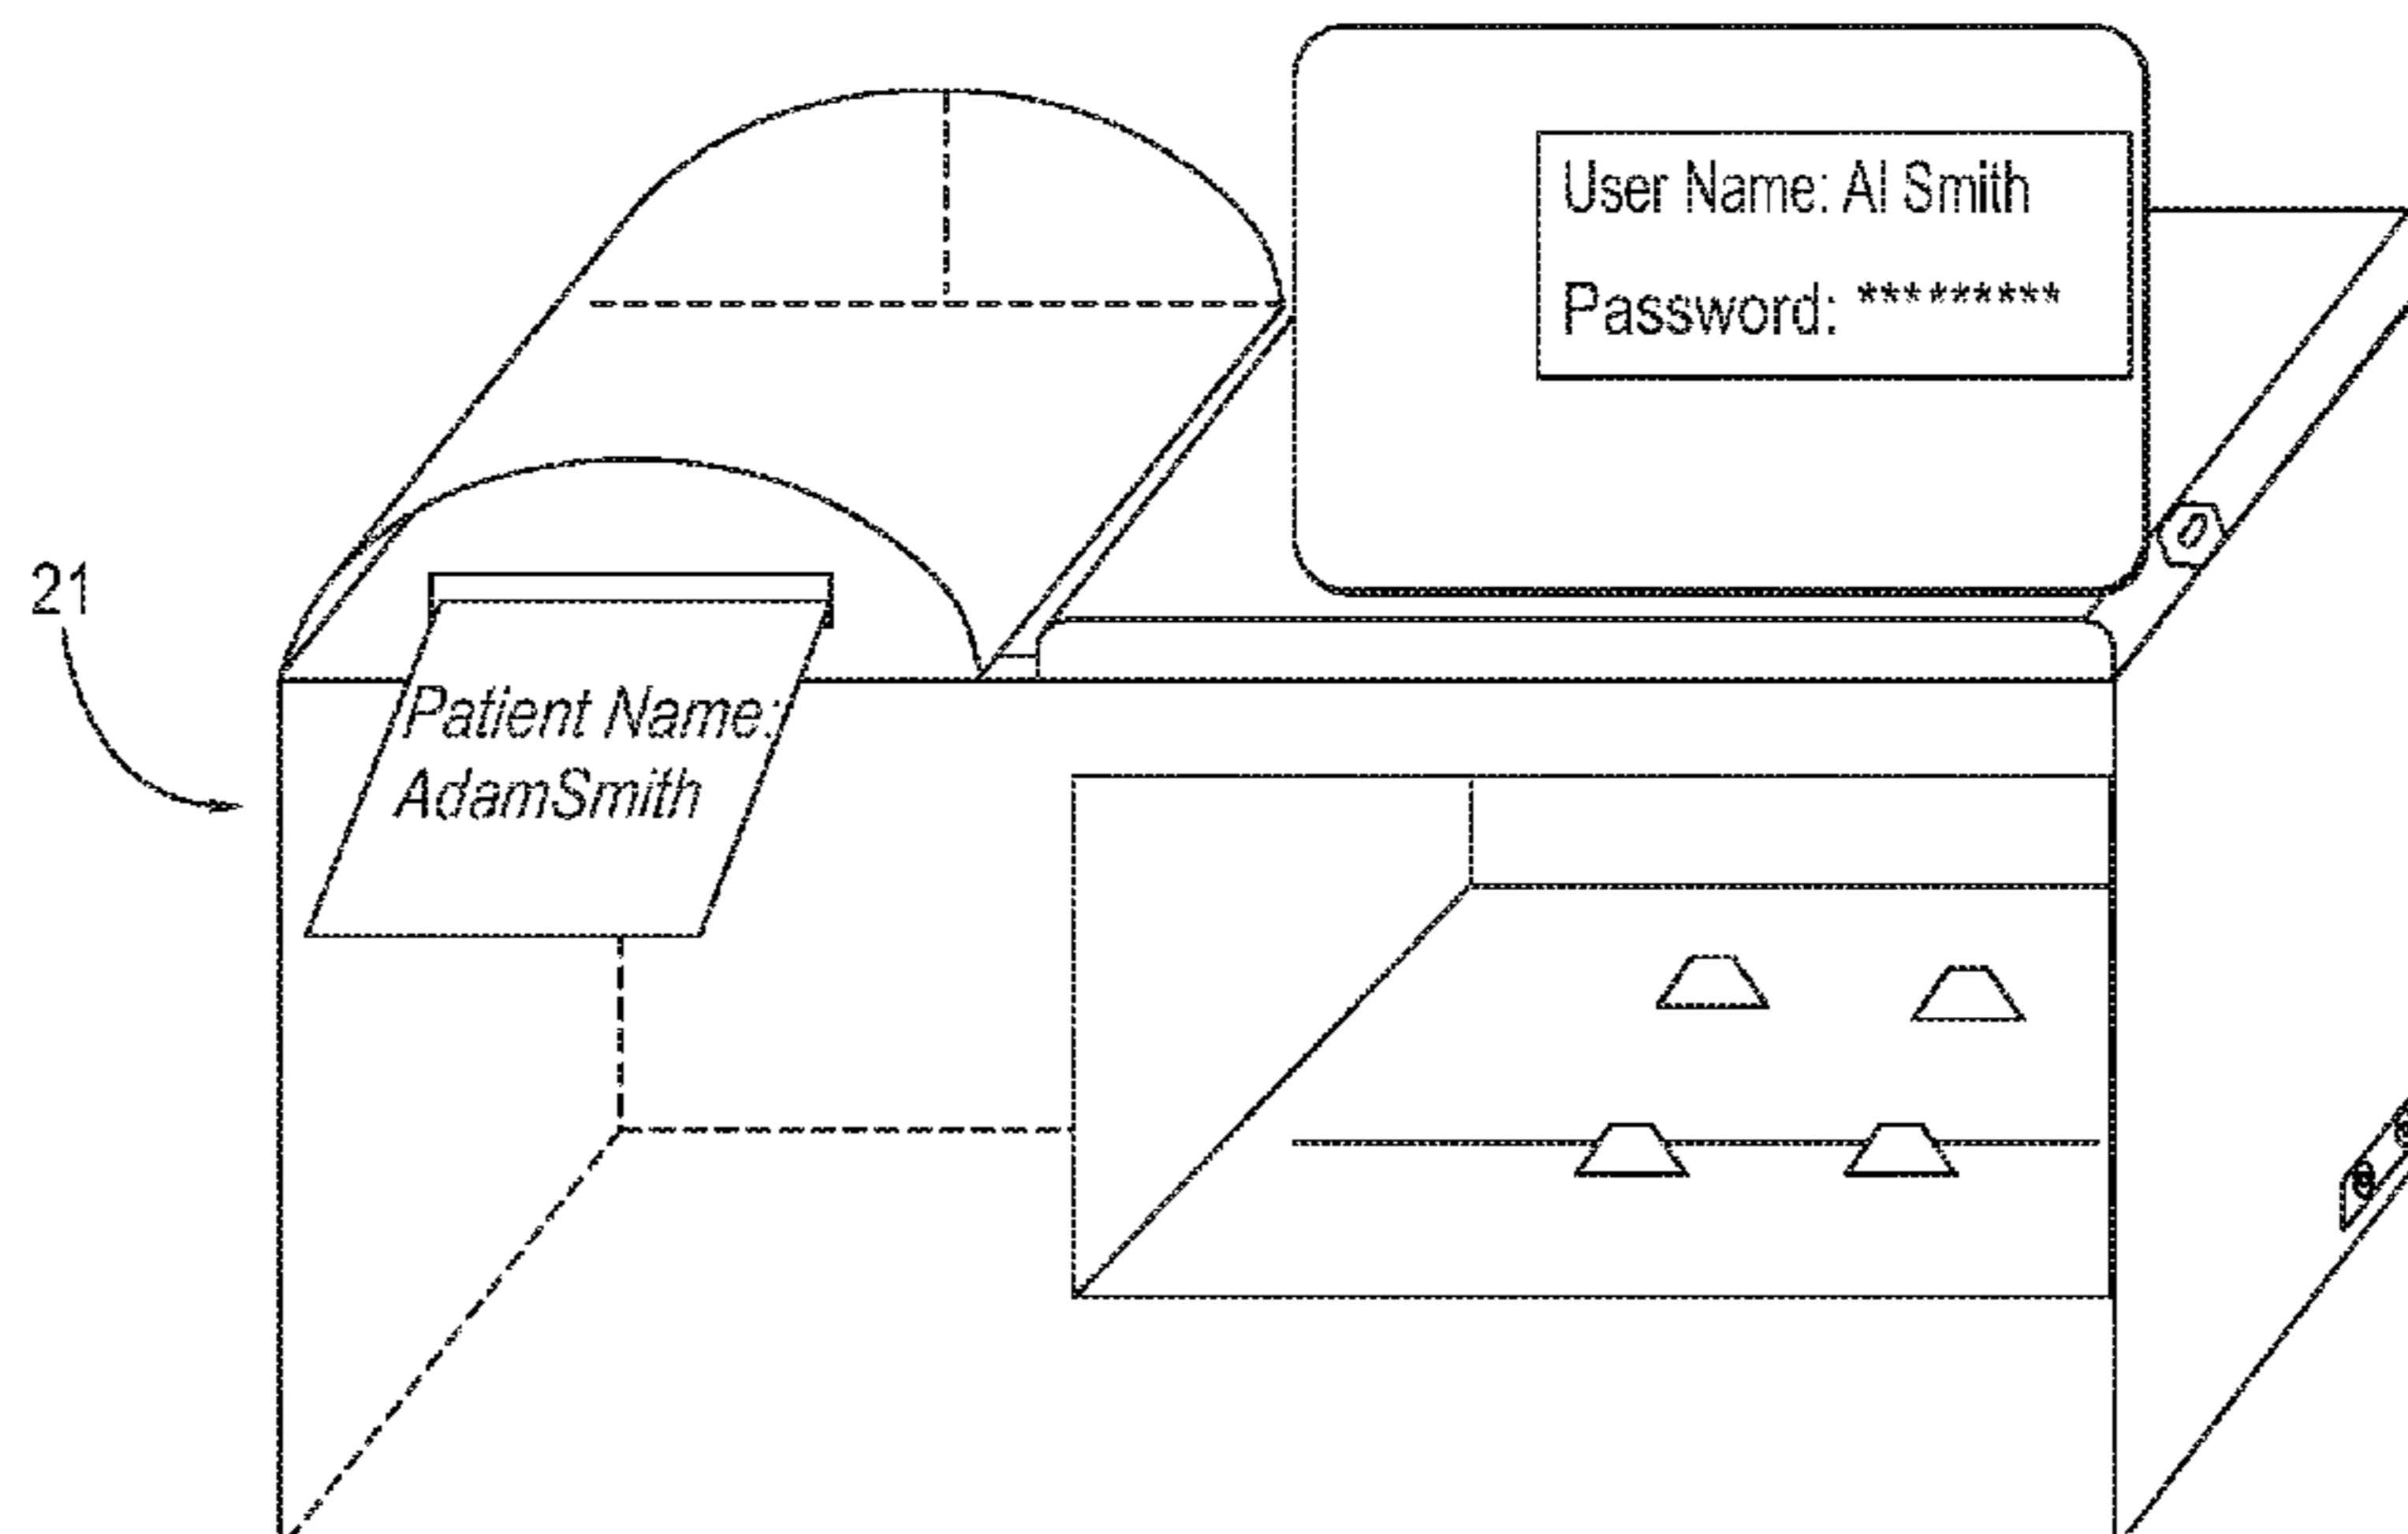 User Name: Al Smith
Password: *********
21
Patient Name:
AdamSmith